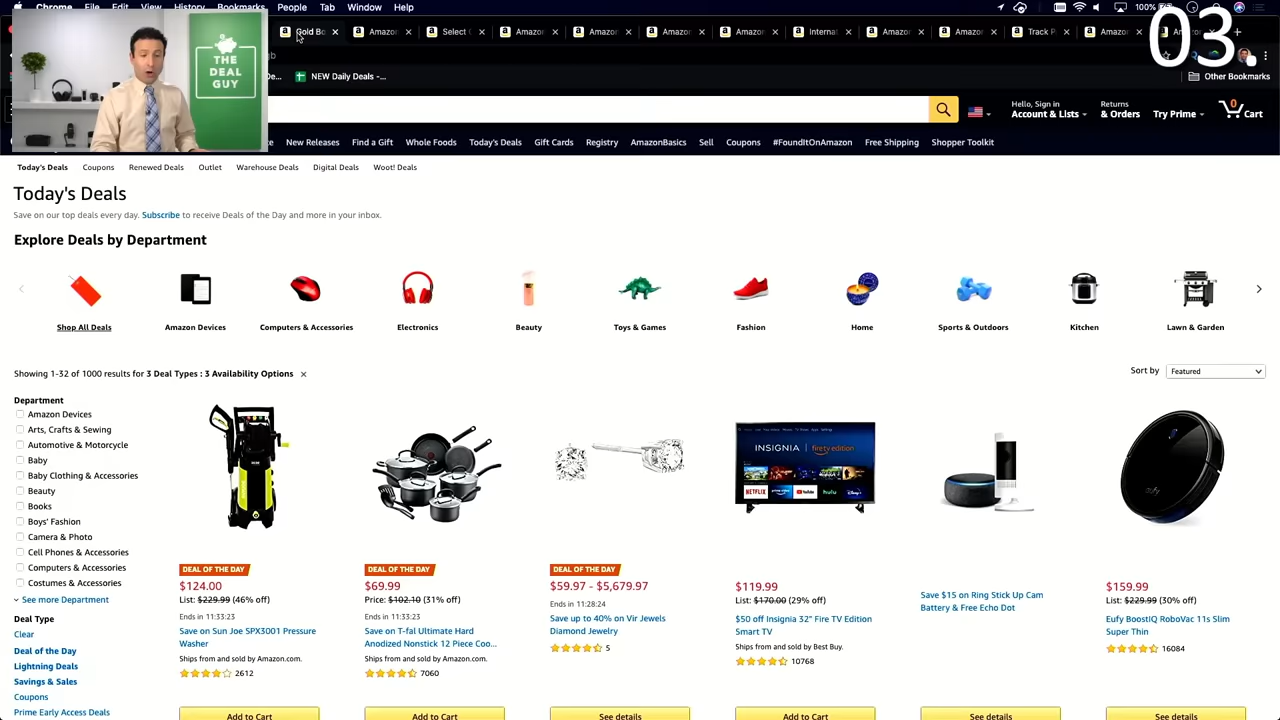 Chrome File Edit View History Bookmarks People Tab Window Help
100%
03.
Gold Bo
Amazon
Select
Amazon
Amazon
Amazon
Amazon
Amazon
Internat
Amazon
Amazon
Track P
Amazon
NEW Daily Deals -...
Other Bookmarks
THE
DEAL
GUY
Hello, Sign in
Account & Lists
Returns
& Orders
Try Prime
0
Cart
New Releases Find a Gift Whole Foods Today's Deals Gift Cards Registry AmazonBasics Sell Coupons #FoundItOnAmazon Free Shipping Shopper Toolkit
Today's Deals Coupons Renewed Deals Outlet Warehouse Deals Digital Deals Woot! Deals
Today's Deals
Save on our top deals every day. Subscribe to receive Deals of the Day and more in your inbox.
Explore Deals by Department
Shop All Deals
Amazon Devices
Computers & Accessories
Electronics
Beauty
Toys & Games
Fashion
Home
Sports & Outdoors
Kitchen
Lawn & Garden
Showing 1-32 of 1000 results for 3 Deal Types : 3 Availability Options ×
Sort by Featured
Department
Amazon Devices
Arts, Crafts & Sewing
Automotive & Motorcycle
Baby
Baby Clothing & Accessories
Beauty
Books
Boys' Fashion
Camera & Photo
Cell Phones & Accessories
Computers & Accessories
Costumes & Accessories
See more Department
Deal Type
Clear
Deal of the Day
Lightning Deals
Savings & Sales
Coupons
Prime Early Access Deals
DEAL OF THE DAY
$124.00
List: $229.99 (46% off)
Ends in 11:33:23
Save on Sun Joe SPX3001 Pressure
Washer
Ships from and sold by Amazon.com.
2612
Add to Cart
DEAL OF THE DAY
$69.99
Price: $102.10 (31% off)
Ends in 11:33:23
Save on T-fal Ultimate Hard
Anodized Nonstick 12 Piece Coo...
Ships from and sold by Amazon.com.
7060
Add to Cart
DEAL OF THE DAY
$59.97 - $5,679.97
Ends in 11:28:24
Save up to 40% on Vir Jewels
Diamond Jewelry
5
See details
INSIGNIA
firetv edition
NETFLIX
prime video
YouTube
hulu
Disney+
$119.99
List: $170.00 (29% off)
$50 off Insignia 32" Fire TV Edition
Smart TV
Ships from and sold by Best Buy.
10768
Add to Cart
Save $15 on Ring Stick Up Cam
Battery & Free Echo Dot
See details
eufy
$159.99
List: $229.99 (30% off)
Eufy BoostIQ RoboVac 11s Slim
Super Thin
16084
See details